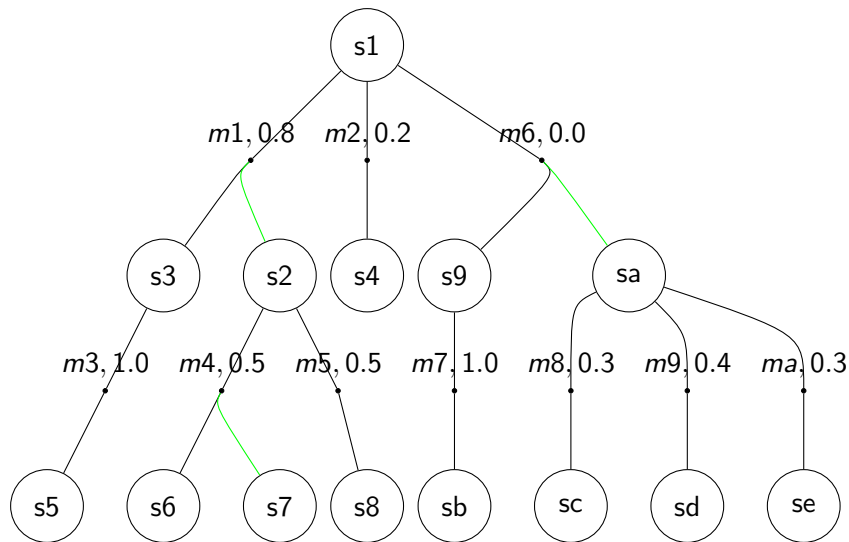 s1
m1, 0.8
m2, 0.2
m6, 0.0
s3
s2
s4
s9
sa
m3, 1.0
m4, 0.5
m5, 0.5
m7, 1.0
m8, 0.3
m9, 0.4
ma, 0.3
s5
s6
s7
s8
sb
sc
sd
se